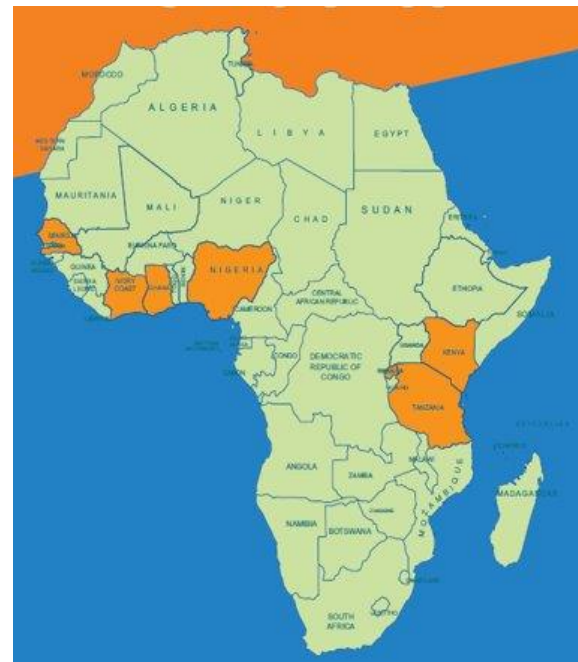 MOROCCO
TUNISIA
ALGERIA
LIBYA
EGYPT
WESTERN
SAHARA
MAURITANIA
MALI
NIGER
CHAD
SUDAN
ERITREA
SENEGAL
BURKINA FASO
NIGERIA
GUINEA
SIERRA
LEONE
IVORY
COAST
GHANA
ETHIOPIA
SOMALIA
CENTRAL
AFRICAN REPUBLIC
CAMEROON
UGANDA
KENYA
CONGO
GABON
DEMOCRATIC
REPUBLIC OF
CONGO
TANZANIA
ANGOLA
ZAMBIA
MALAWI
MOZAMBIQUE
MADAGASCAR
NAMIBIA
BOTSWANA
SOUTH
AFRICA
LESOTHO